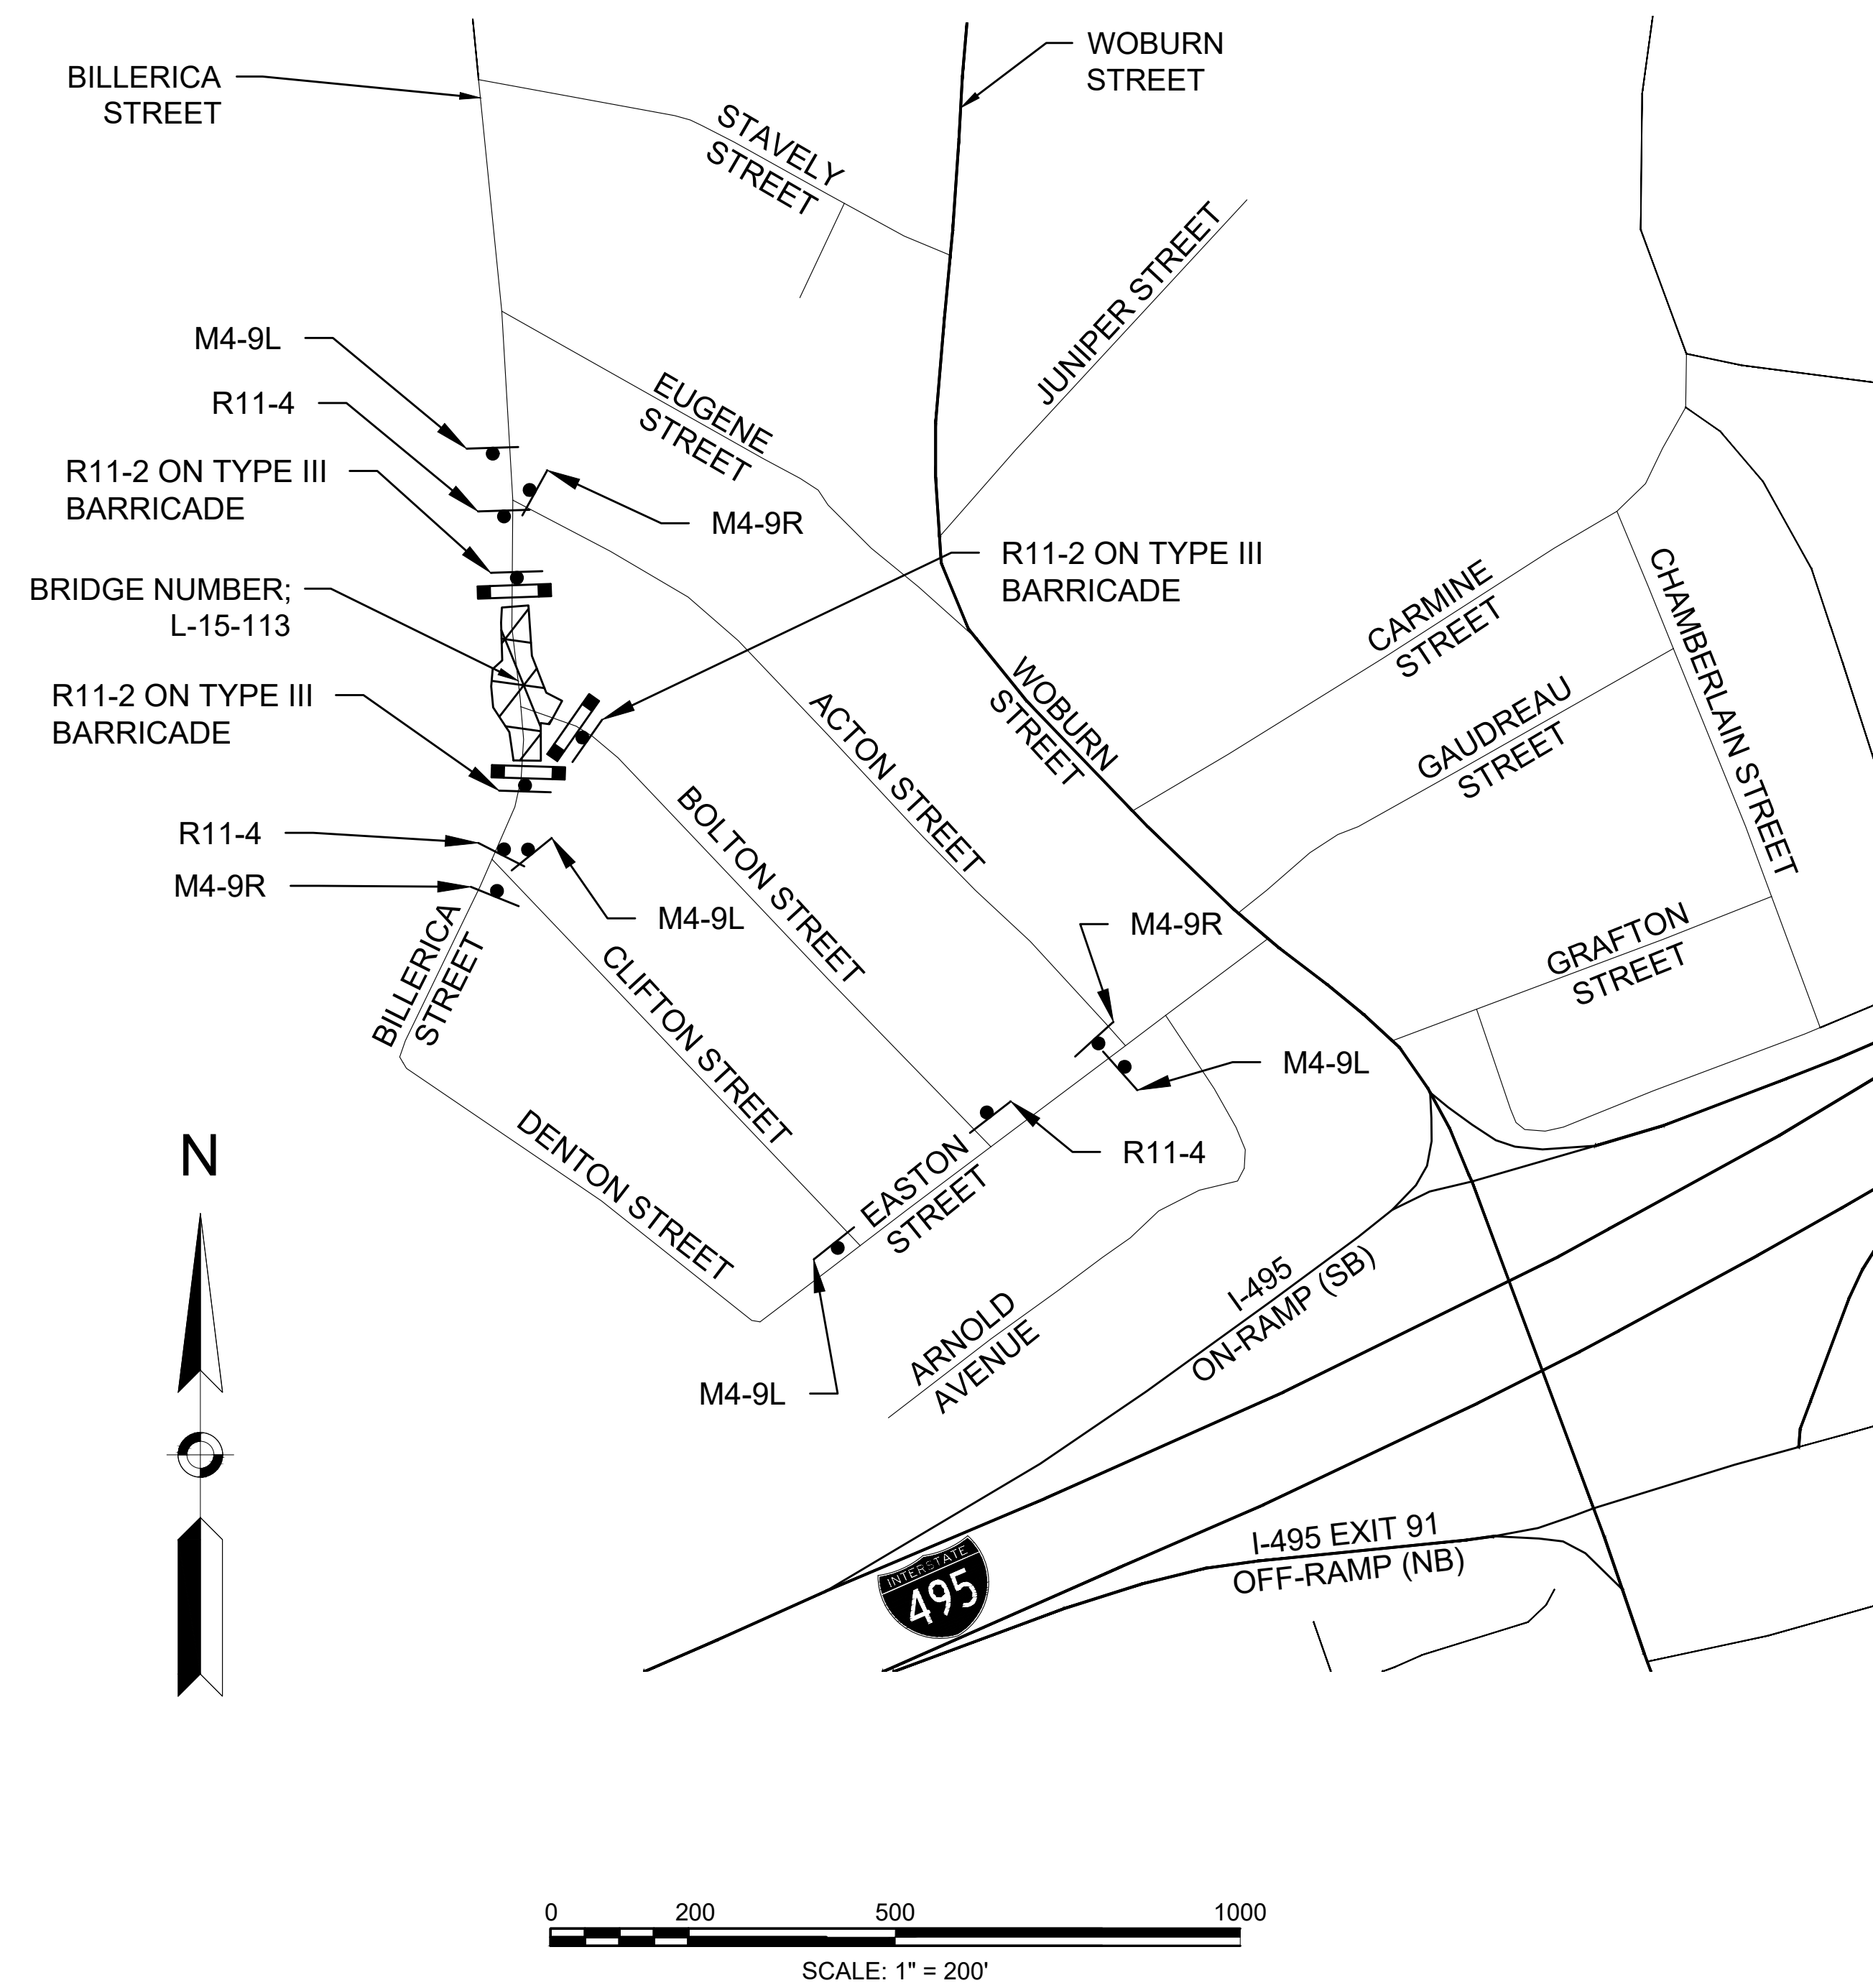 WOBURN
STREET
BILLERICA
STREET
STAVELY
STREET
JUNIPER STREET
M4-9L
EUGENE
STREET
R11-4
R11-2 ON TYPE III
BARRICADE
M4-9R
R11-2 ON TYPE III
BARRICADE
BRIDGE NUMBER;
L-15-113
CARMINE
STREET
CHAMBERLAIN STREET
WOBURN
STREET
GAUDREAU
STREET
R11-2 ON TYPE III
BARRICADE
ACTON STREET
BOLTON STREET
R11-4
M4-9R
M4-9L
M4-9R
GRAFTON
STREET
BILLERICA
STREET
CLIFTON STREET
M4-9L
DENTON STREET
EASTON
STREET
R11-4
N
I-495
ON-RAMP (SB)
ARNOLD
AVENUE
M4-9L
I-495 EXIT 91
OFF-RAMP (NB)
INTERSTATE
495
0 200 500 1000
SCALE: 1" = 200'